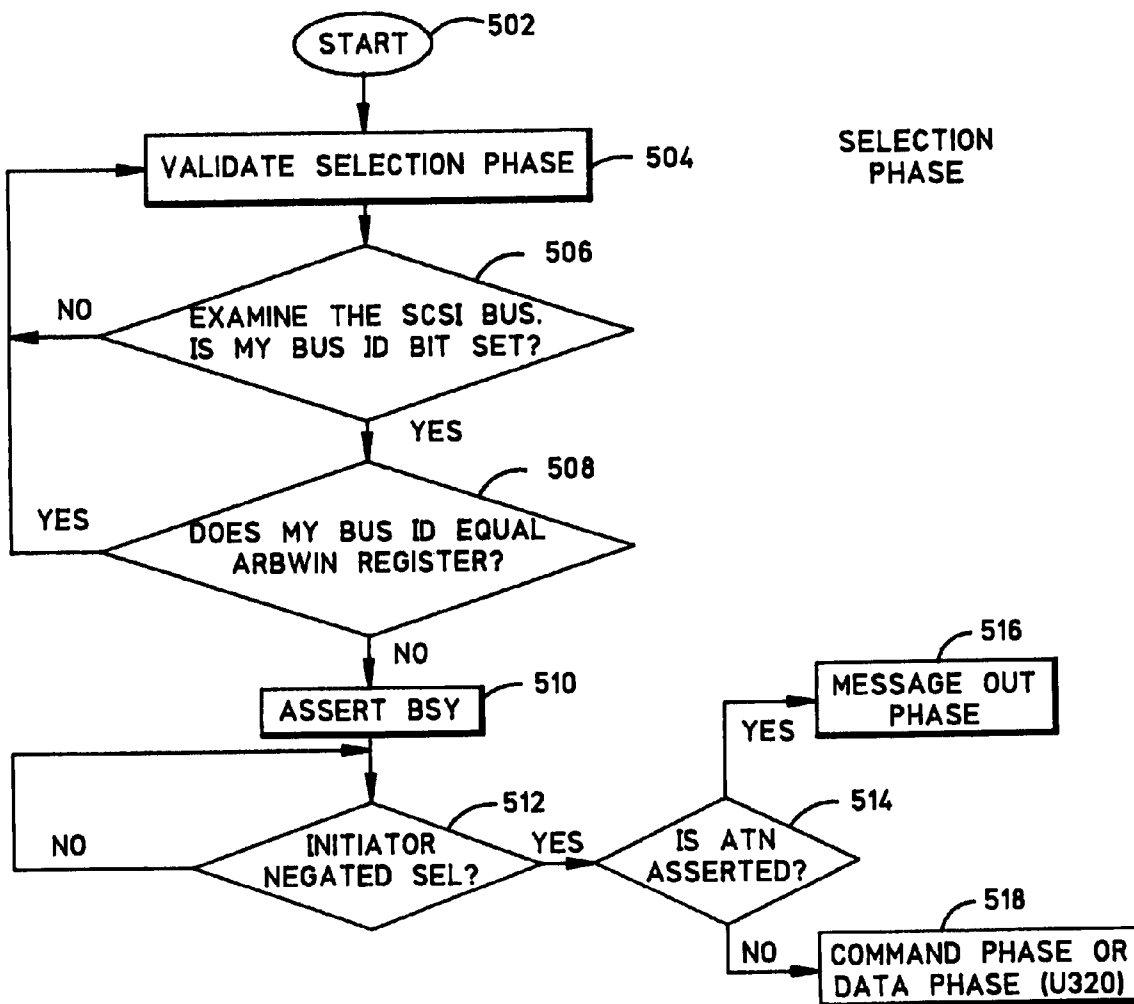 START
502
VALIDATE SELECTION PHASE
504
SELECTION
PHASE
506
NO
EXAMINE THE SCSI BUS.
IS MY BUS ID BIT SET?
YES
508
YES
DOES MY BUS ID EQUAL
ARBWIN REGISTER?
NO
510
ASSERT BSY
516
MESSAGE OUT
PHASE
YES
512
NO
INITIATOR
NEGATED SEL?
YES
514
IS ATN
ASSERTED?
518
NO
COMMAND PHASE OR
DATA PHASE (U320)